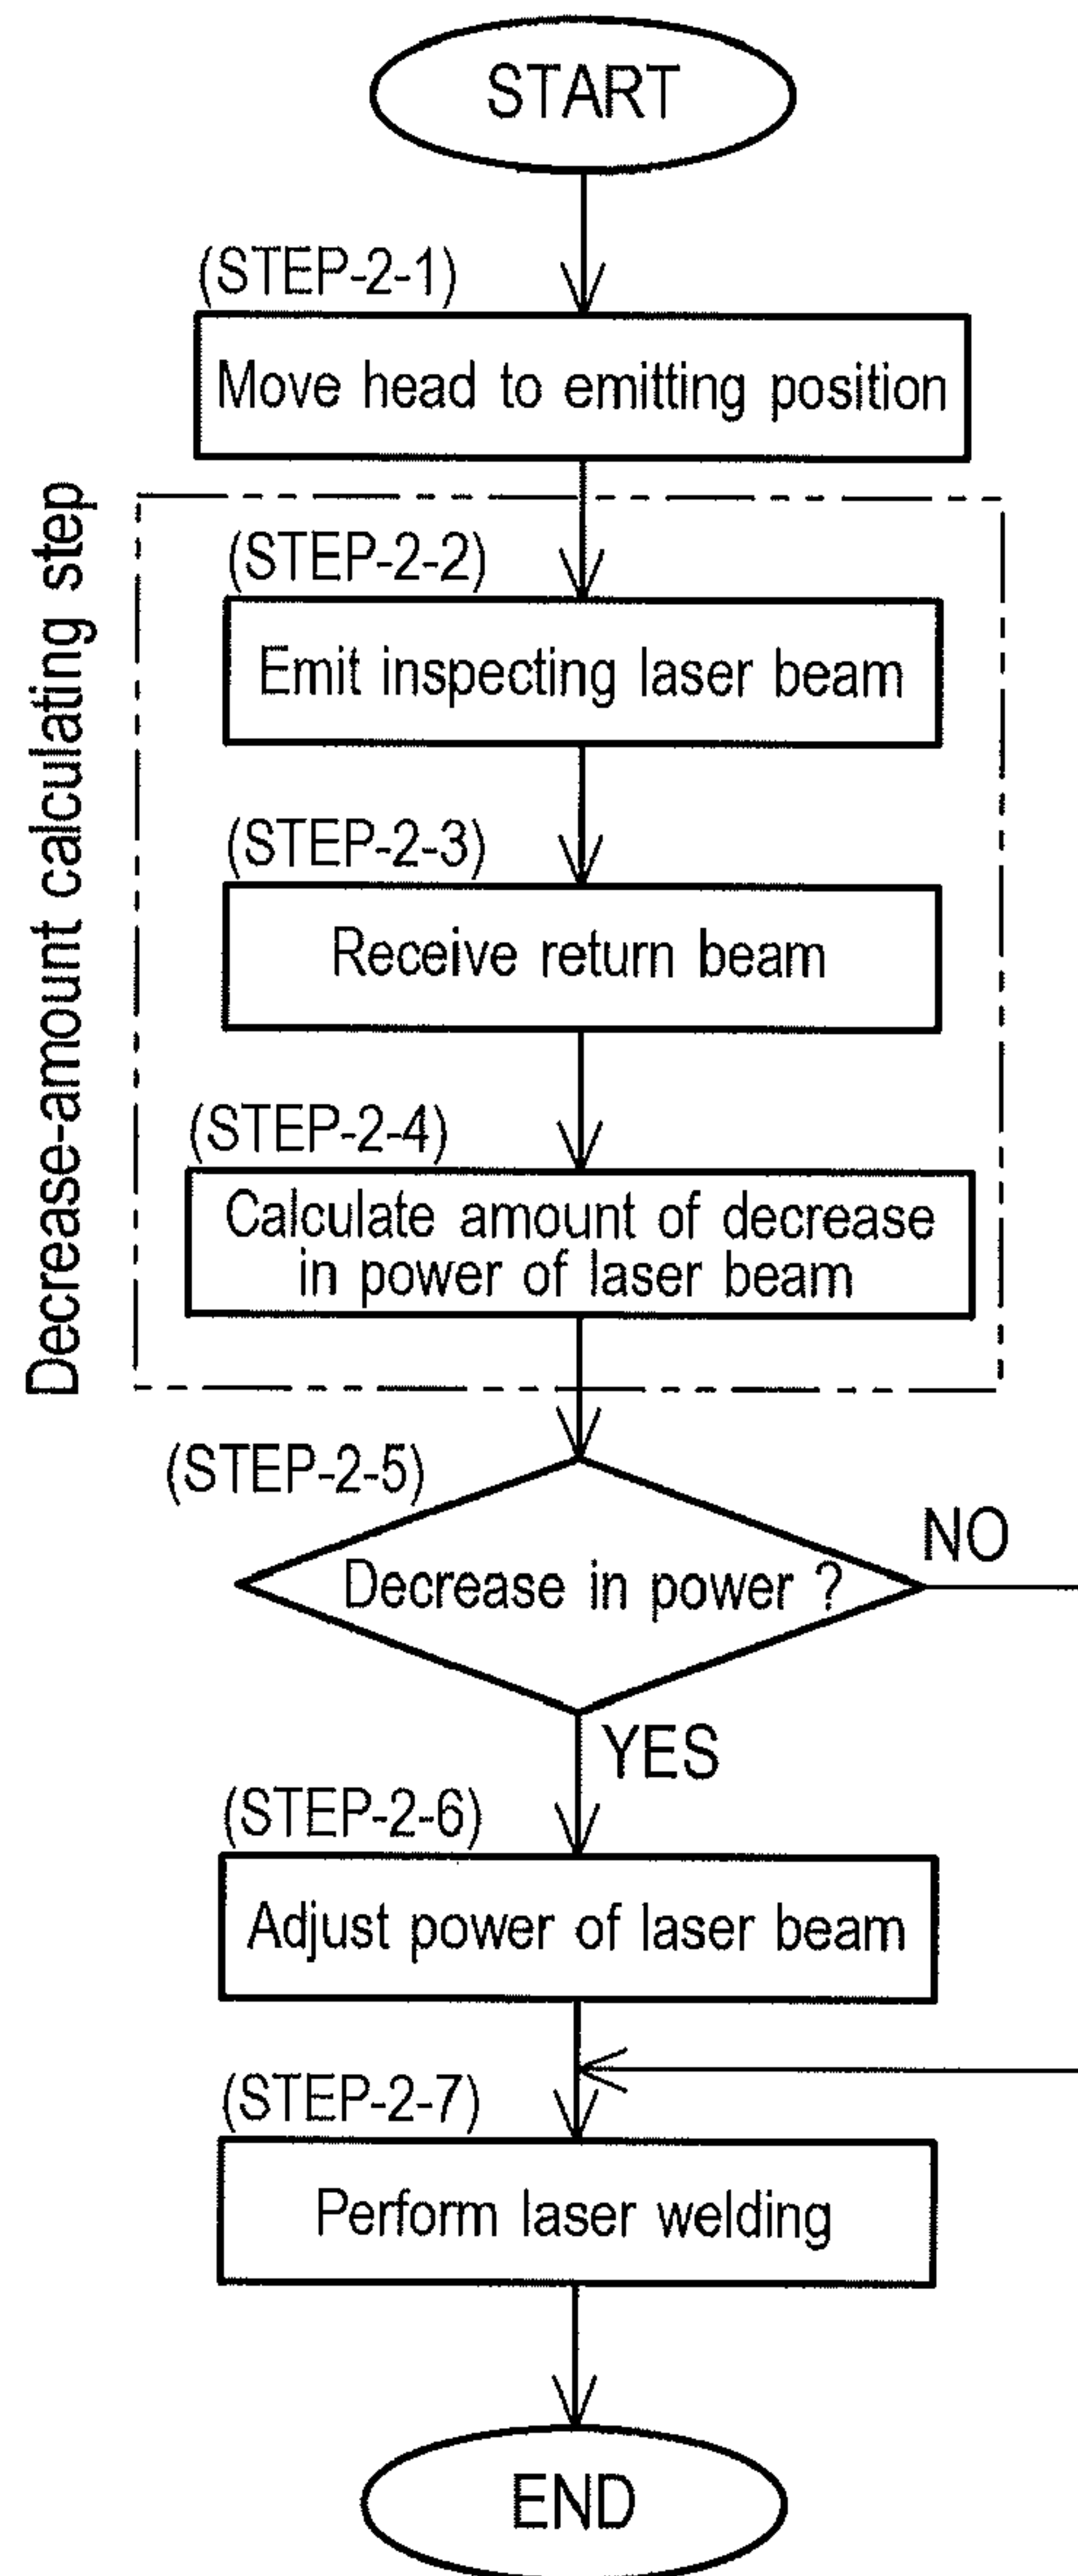 START
(STEP-2-1)
Move head to emitting position
Decrease-amount calculating step
(STEP-2-2)
Emit inspecting laser beam
(STEP-2-3)
Receive return beam
(STEP-2-4)
Calculate amount of decrease
in power of laser beam
(STEP-2-5)
Decrease in power ?
NO
YES
(STEP-2-6)
Adjust power of laser beam
(STEP-2-7)
Perform laser welding
END